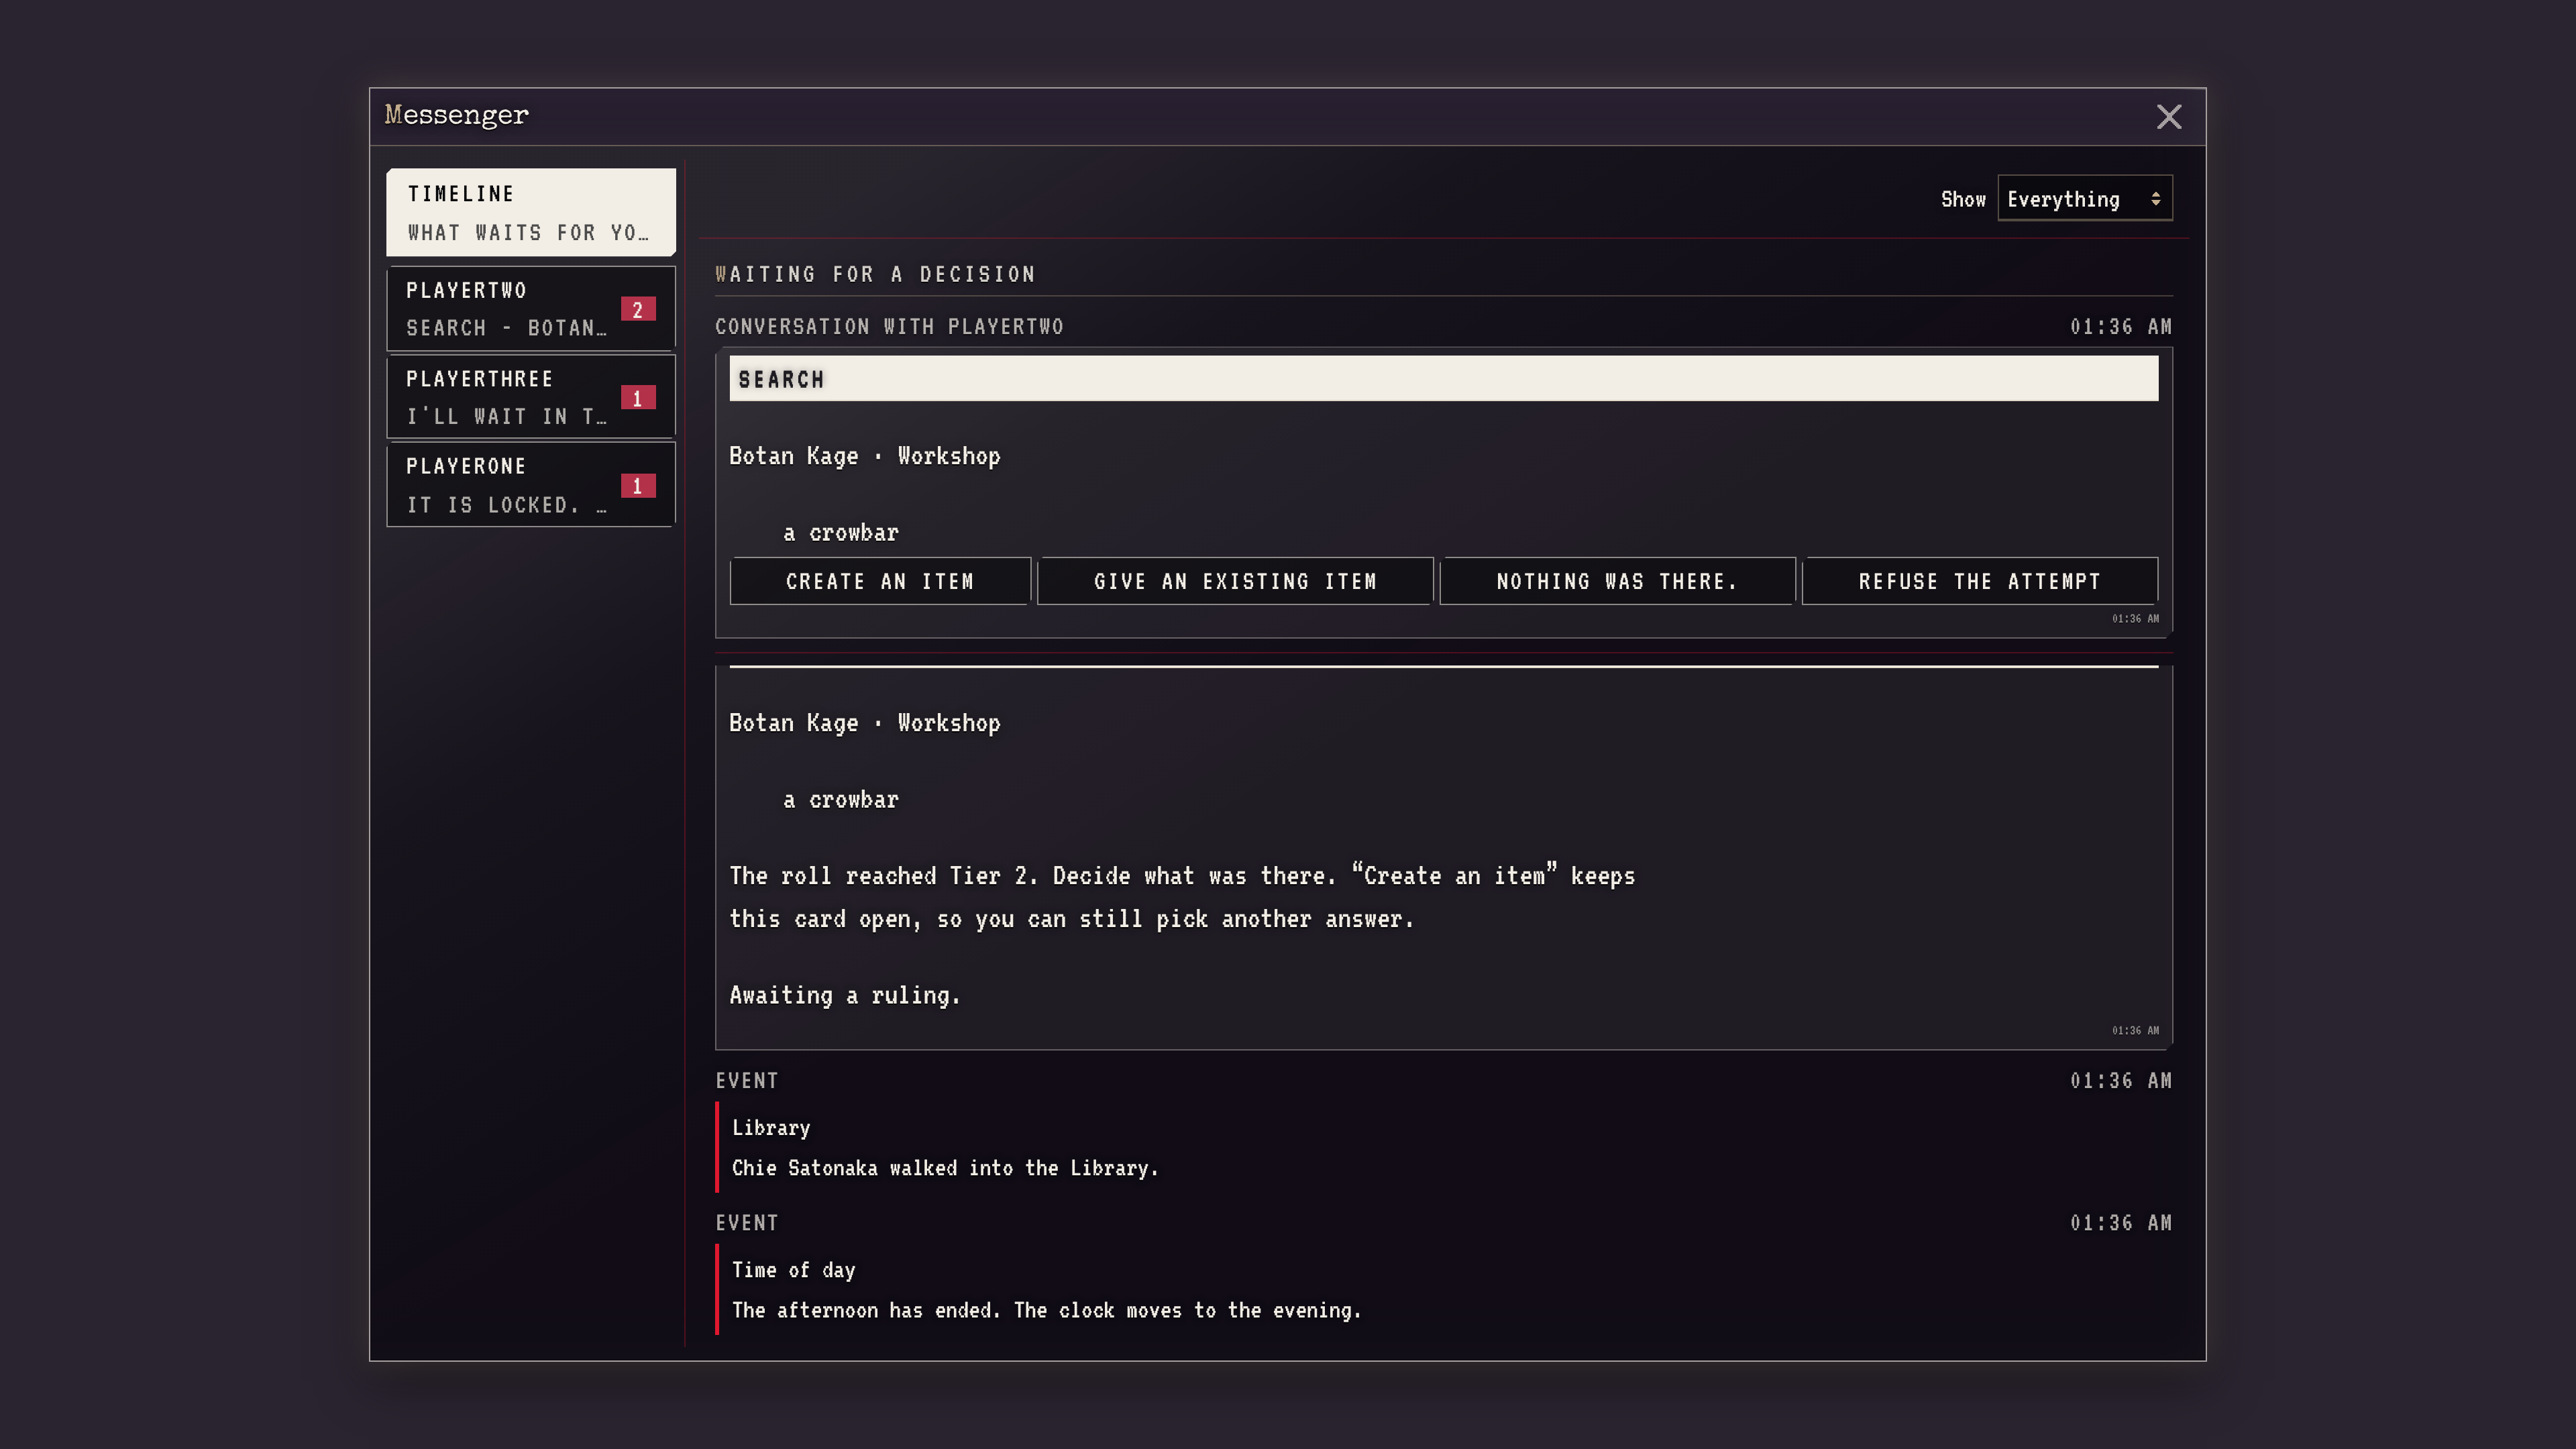 Messenger
TIMELINE
WHAT WAITS FOR YO…
PLAYERTWO
2
SEARCH - BOTAN…
PLAYERTHREE
1
I'LL WAIT IN T…
PLAYERONE
1
IT IS LOCKED. …
Show Everything
WAITING FOR A DECISION
CONVERSATION WITH PLAYERTWO 01:36 AM
SEARCH
Botan Kage · Workshop
a crowbar
CREATE AN ITEM GIVE AN EXISTING ITEM NOTHING WAS THERE. REFUSE THE ATTEMPT
01:36 AM
Botan Kage · Workshop
a crowbar
The roll reached Tier 2. Decide what was there. “Create an item” keeps
this card open, so you can still pick another answer.
Awaiting a ruling.
01:36 AM
EVENT 01:36 AM
Library
Chie Satonaka walked into the Library.
EVENT 01:36 AM
Time of day
The afternoon has ended. The clock moves to the evening.